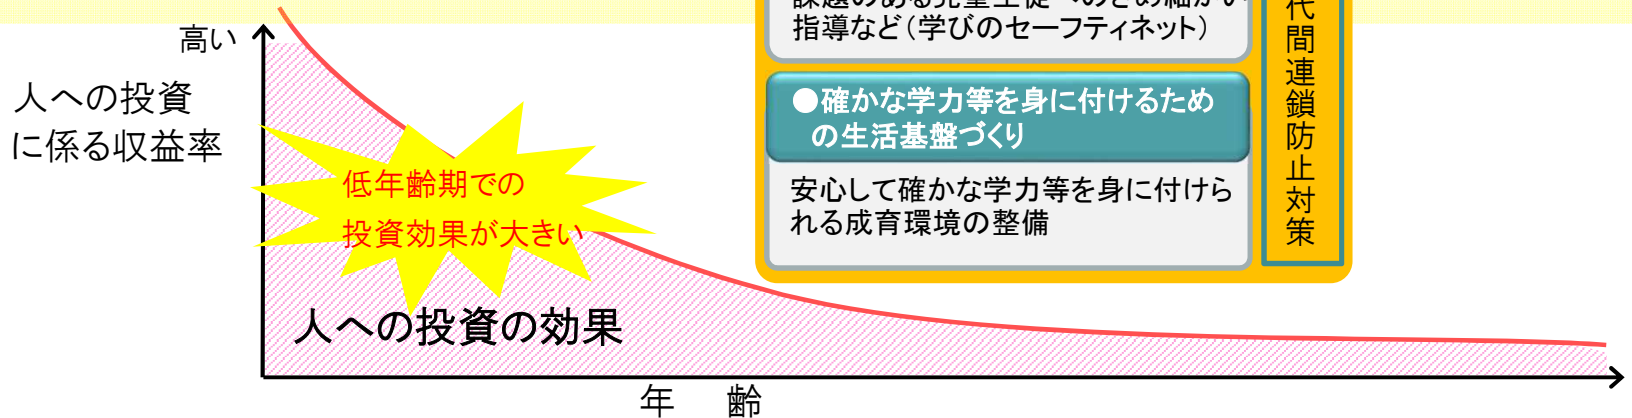 指導など（学びのセーフティネット）
●確かな学力等を身に付けるため
の生活基盤づくり
安心して確かな学力等を身に付けら
れる成育環境の整備
代間連鎖防止対策
高い
人への投資
に係る収益率
低年齢期での
投資効果が大きい
人への投資の効果
年　齢